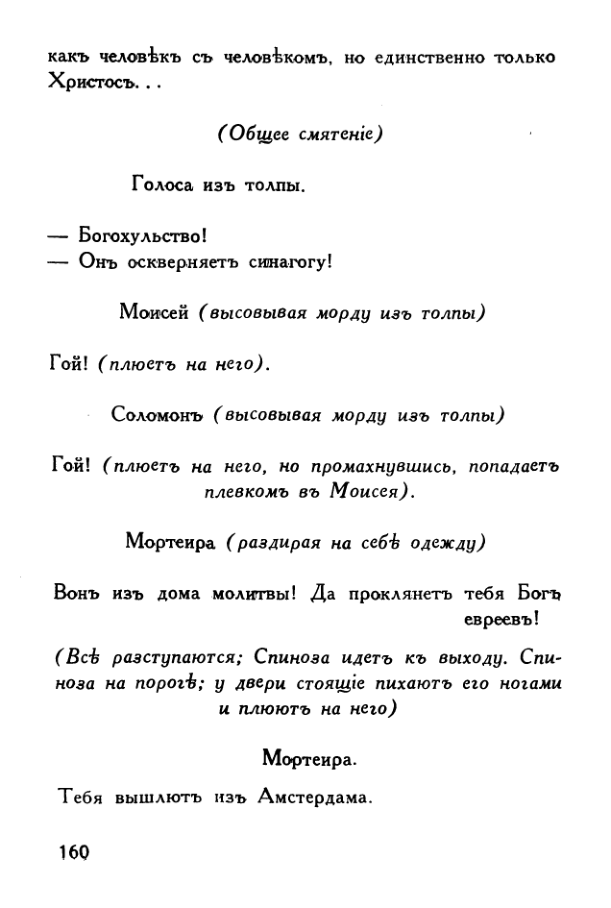 какъ человѣкъ съ человѣкомъ, но единственно только
Христосъ. . .
(Общее смятеніе)
Голоса изъ толпы.
— Богохульство!
— Онъ оскверняетъ синагогу!
Моисей (высовывая морду изъ толпы)
Гой! (плюетъ на него).
Соломонъ (высовывая морду изъ толпы)
Гой! (плюетъ на него, но промахнувшись, попадаетъ
плевкомъ въ Моисея).
Мортеира (раздирая на себѣ одежду)
Вонъ изъ дома молитвы! Да проклянетъ тебя Богъ
евреевъ!
(Всѣ разступаются; Спиноза идетъ къ выходу. Спи-
ноза на порогѣ; у двери стоящіе пихаютъ его ногами
и плюютъ на него)
Мортеира.
Тебя вышлютъ изъ Амстердама.
160